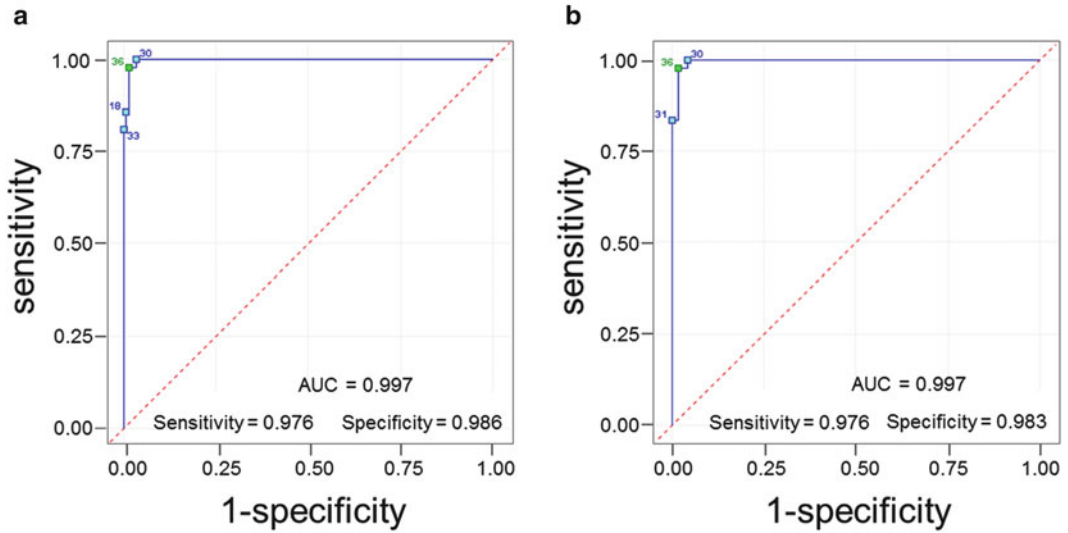 a
sensitivity
1.00
0.75
0.50
0.25
0.00
36
30
18
33
AUC = 0.997
Sensitivity = 0.976 Specificity = 0.986
0.00 0.25 0.50 0.75 1.00
1-specificity
b
sensitivity
1.00
0.75
0.50
0.25
0.00
36
30
31
AUC = 0.997
Sensitivity = 0.976 Specificity = 0.983
0.00 0.25 0.50 0.75 1.00
1-specificity